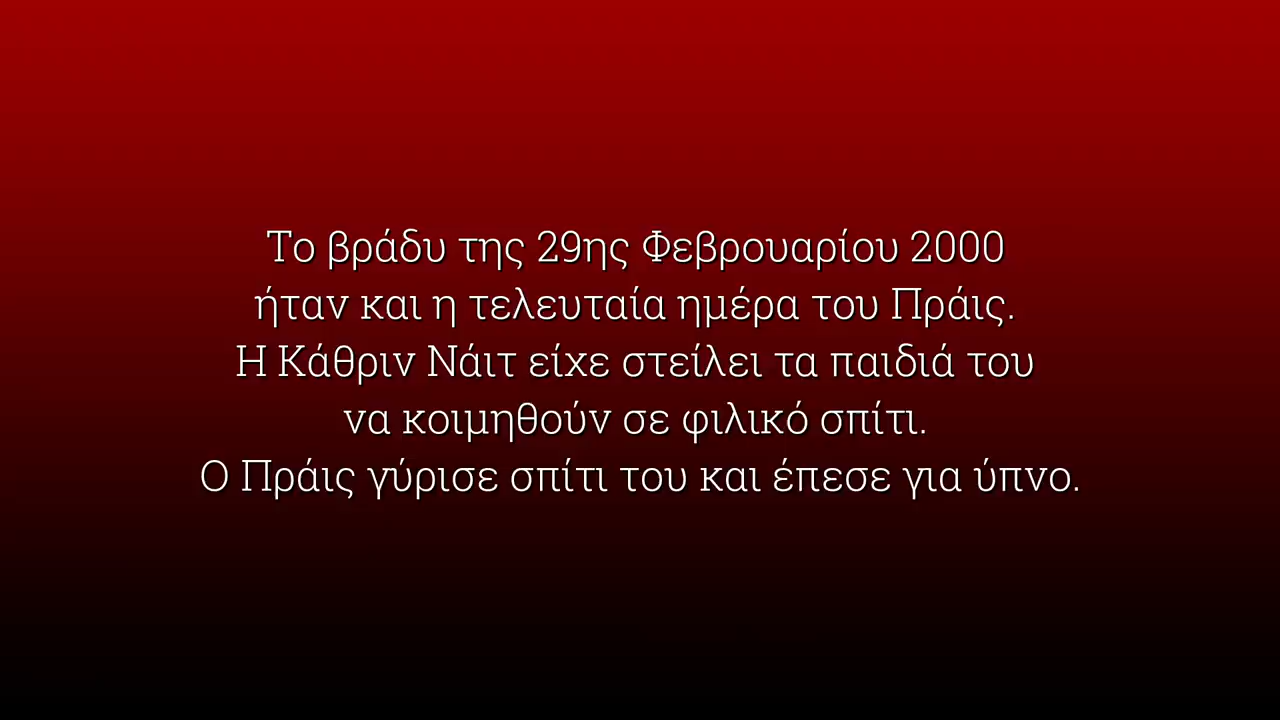 Το βράδυ της 29ης Φεβρουαρίου 2000
ήταν και η τελευταία ημέρα του Πράις.
Η Κάθριν Νάιτ είχε στείλει τα παιδιά του
να κοιμηθούν σε φιλικό σπίτι.
Ο Πράις γύρισε σπίτι του και έπεσε για ύπνο.